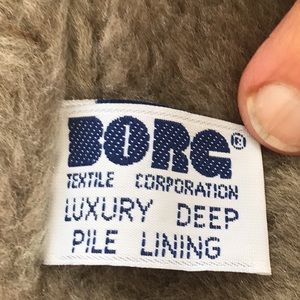 BORG®
TEXTILE CORPORATION
LUXURY DEEP
PILE LINING